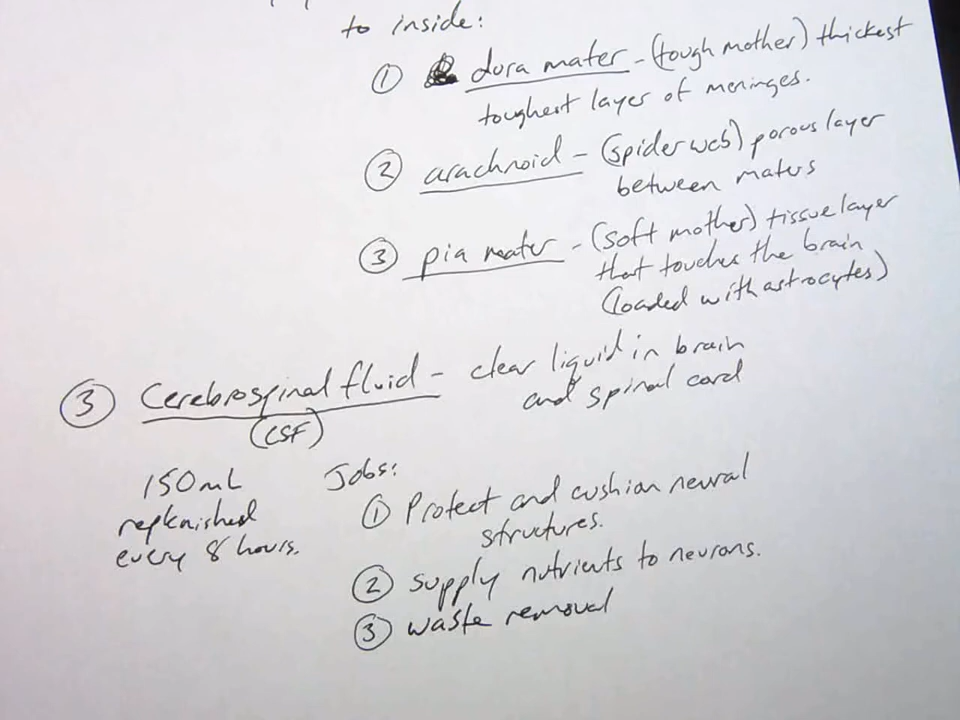 to inside:
① dura mater - (tough mother) thickest
toughest layer of meninges.
② arachnoid - (spider web) porous layer
between maters
③ pia mater - (soft mother) tissue layer
that touches the brain
(loaded with astrocytes)
③ Cerebrospinal fluid - clear liquid in brain
and spinal cord
(CSF)
150mL
replenished
every 8 hours.
Jobs:
① Protect and cushion neural
structures.
② supply nutrients to neurons.
③ waste removal